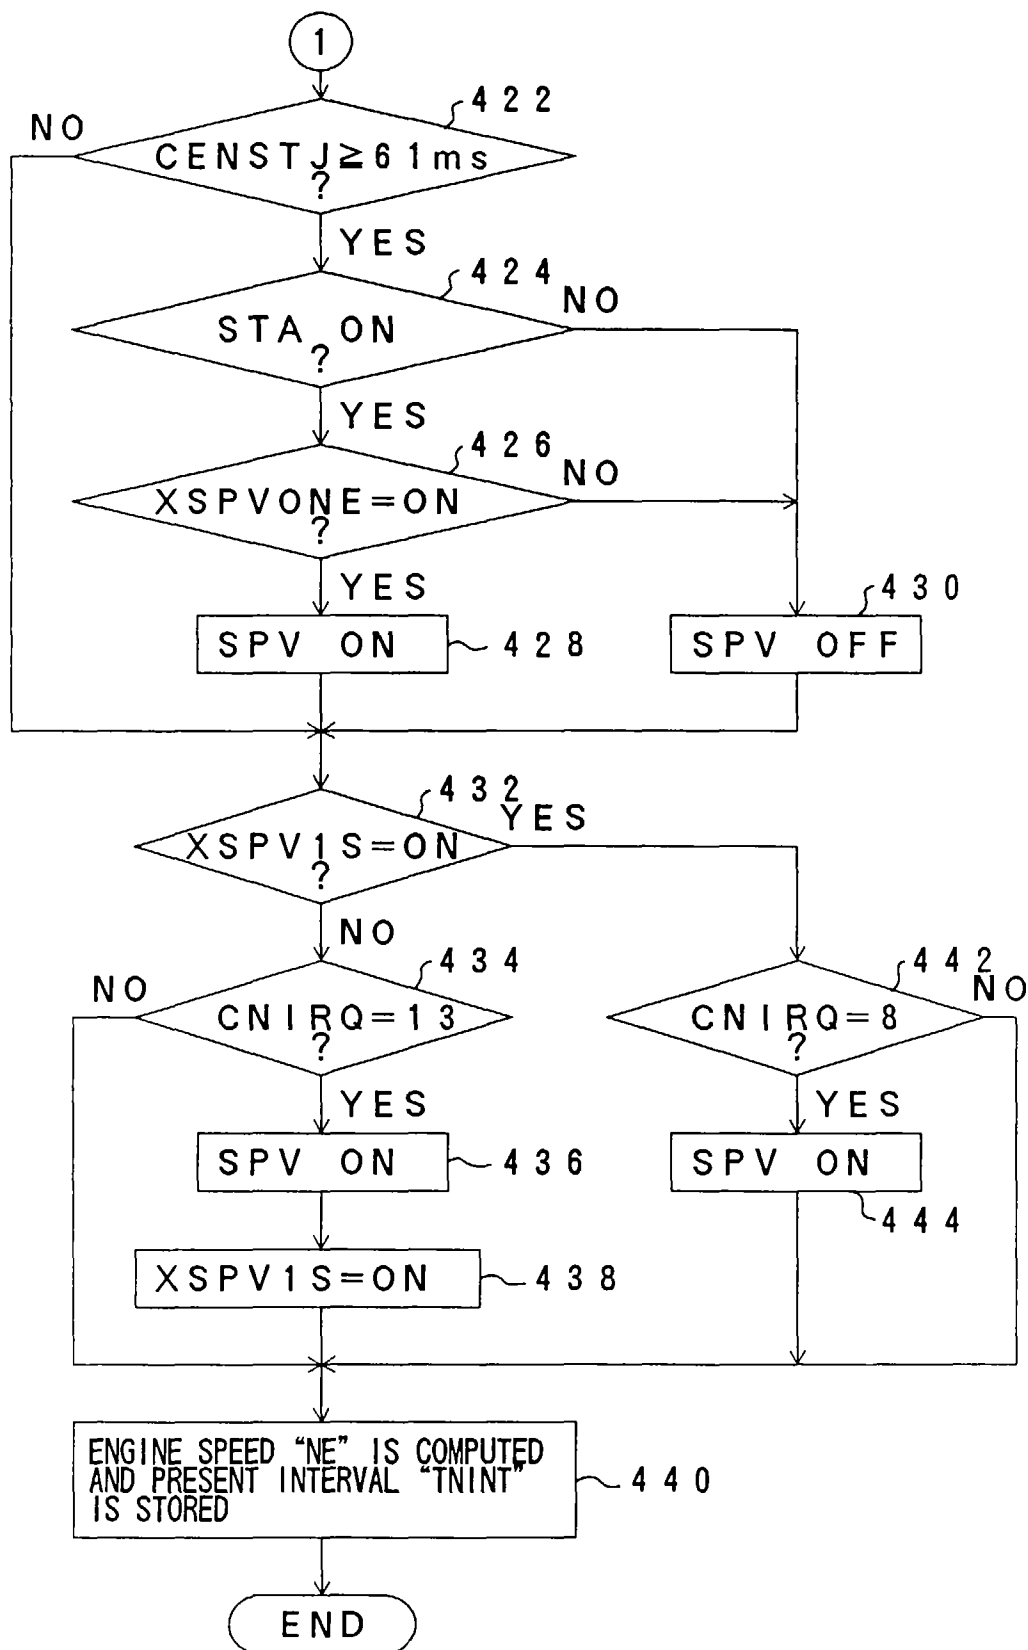 1
422
NO
CENSTJ≧61ms
?
YES
424
NO
STA ON
?
YES
426
NO
XSPVONE=ON
?
YES
430
SPV ON
428
SPV OFF
432
YES
XSPV1S=ON
?
NO
434
442
NO
NO
CNIRQ=13
?
CNIRQ=8
?
YES
YES
SPV ON
436
SPV ON
444
XSPV1S=ON
438
ENGINE SPEED “NE” IS COMPUTED
AND PRESENT INTERVAL “TNINT”
IS STORED
440
END